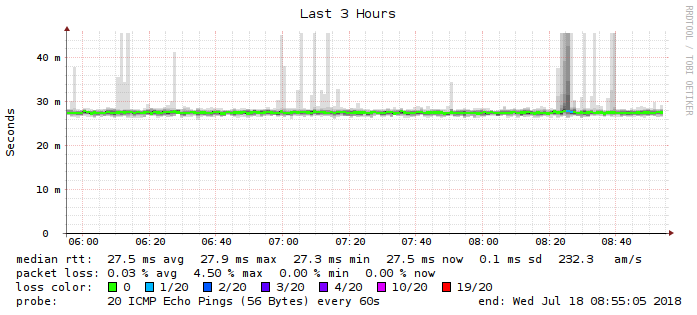 Last 3 Hours
RRDTOOL / TOBI OETIKER
Seconds
40 m
30 m
20 m
10 m
0
06:00 06:20 06:40 07:00 07:20 07:40 08:00 08:20 08:40
median rtt: 27.5 ms avg 27.9 ms max 27.3 ms min 27.5 ms now 0.1 ms sd 232.3 am/s
packet loss: 0.03 % avg 4.50 % max 0.00 % min 0.00 % now
loss color: 0 1/20 2/20 3/20 4/20 10/20 19/20
probe: 20 ICMP Echo Pings (56 Bytes) every 60s end: Wed Jul 18 08:55:05 2018